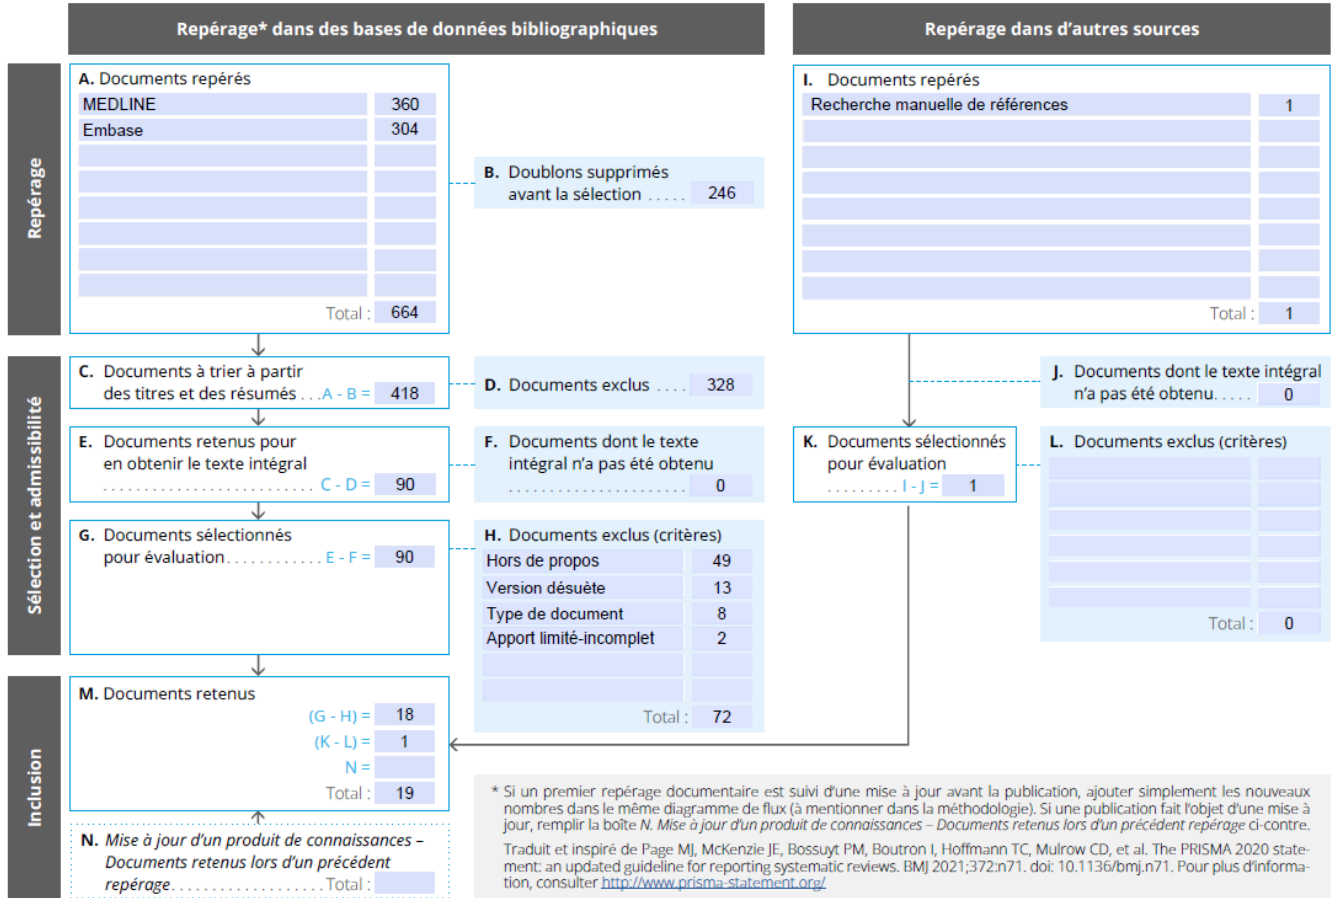 Repérage* dans des bases de données bibliographiques
Repérage dans d'autres sources
Repérage
A. Documents repérés
MEDLINE 360
Embase 304
Total : 664
B. Doublons supprimés
avant la sélection ..... 246
I. Documents repérés
Recherche manuelle de références 1
Total : 1
Sélection et admissibilité
C. Documents à trier à partir
des titres et des résumés ...A - B = 418
D. Documents exclus .... 328
E. Documents retenus pour
en obtenir le texte intégral
.......................... C - D = 90
F. Documents dont le texte
intégral n'a pas été obtenu
...................... 0
G. Documents sélectionnés
pour évaluation............ E - F = 90
H. Documents exclus (critères)
Hors de propos 49
Version désuète 13
Type de document 8
Apport limité-incomplet 2
Total : 72
J. Documents dont le texte intégral
n'a pas été obtenu..... 0
K. Documents sélectionnés
pour évaluation
......... I - J = 1
L. Documents exclus (critères)
Total : 0
Inclusion
M. Documents retenus
(G - H) = 18
(K - L) = 1
N =
Total : 19
N. Mise à jour d'un produit de connaissances –
Documents retenus lors d'un précédent
repérage...................Total :
* Si un premier repérage documentaire est suivi d'une mise à jour avant la publication, ajouter simplement les nouveaux
nombres dans le même diagramme de flux (à mentionner dans la méthodologie). Si une publication fait l'objet d'une mise à
jour, remplir la boîte N. Mise à jour d'un produit de connaissances – Documents retenus lors d'un précédent repérage ci-contre.
Traduit et inspiré de Page MJ, McKenzie JE, Bossuyt PM, Boutron I, Hoffmann TC, Mulrow CD, et al. The PRISMA 2020 state-
ment: an updated guideline for reporting systematic reviews. BMJ 2021;372:n71. doi: 10.1136/bmj.n71. Pour plus d'informa-
tion, consulter http://www.prisma-statement.org/